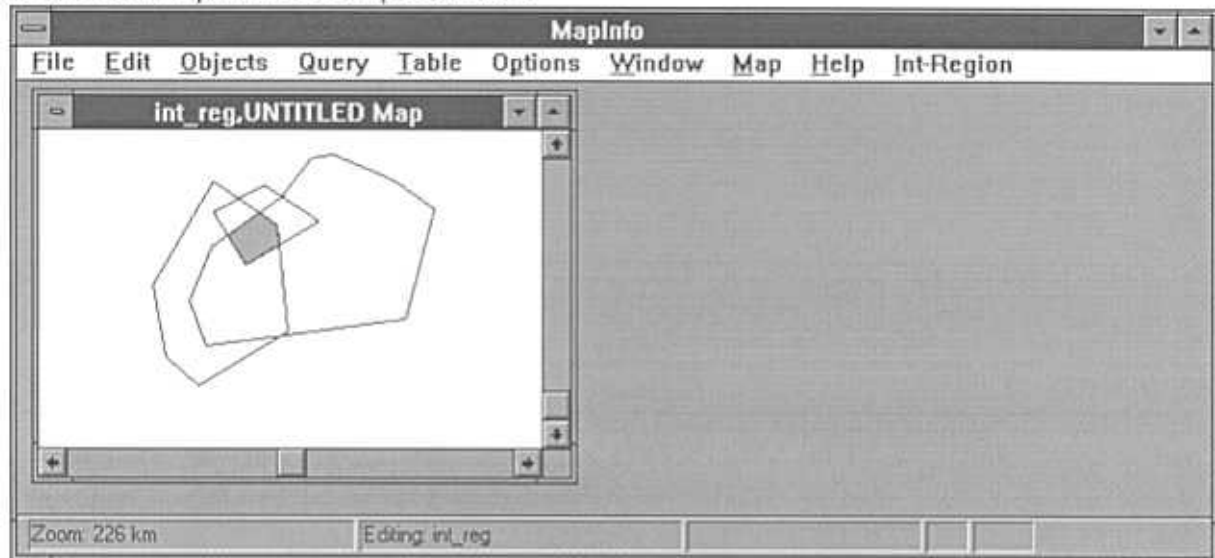 MapInfo
File Edit Objects Query Table Options Window Map Help Int-Region
int_reg,UNTITLED Map
Zoom: 226 km Editing: int_reg